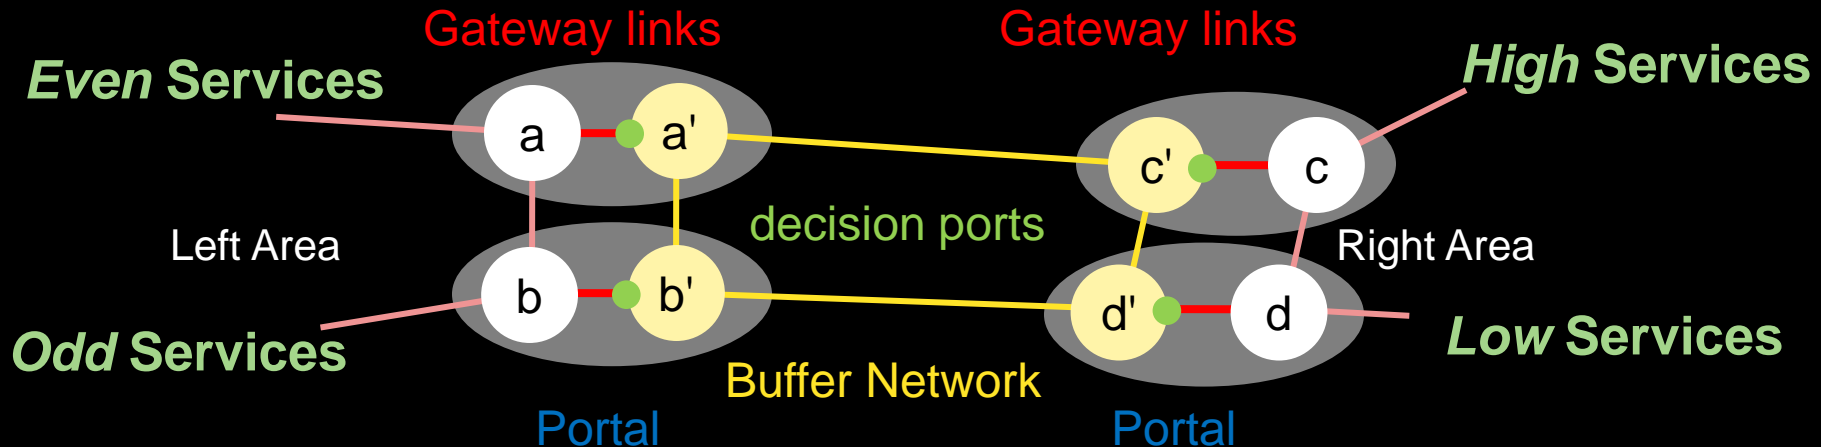 Gateway links
Gateway links
Even Services
High Services
a
a'
c'
c
decision ports
Left Area
Right Area
b
b'
d'
d
Odd Services
Low Services
Buffer Network
Portal
Portal